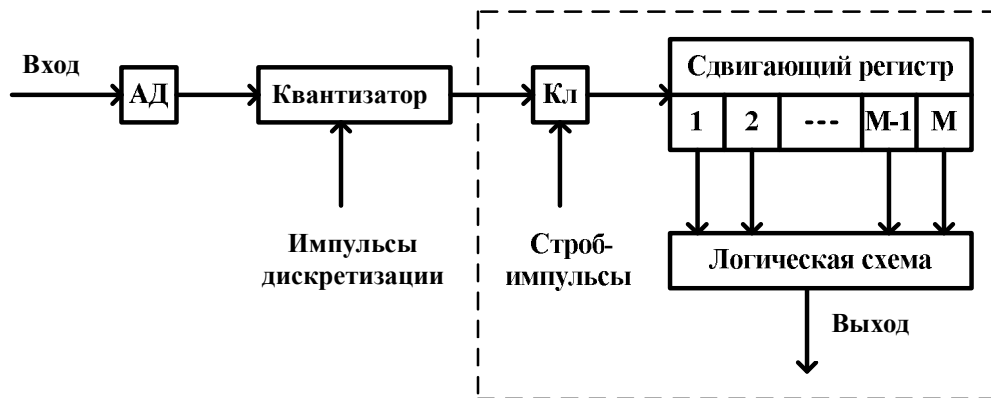 Вход
АД
Квантизатор
Кл
Сдвигающий регистр
1 2 --- М-1 М
Импульсы
дискретизации
Строб-
импульсы
Логическая схема
Выход